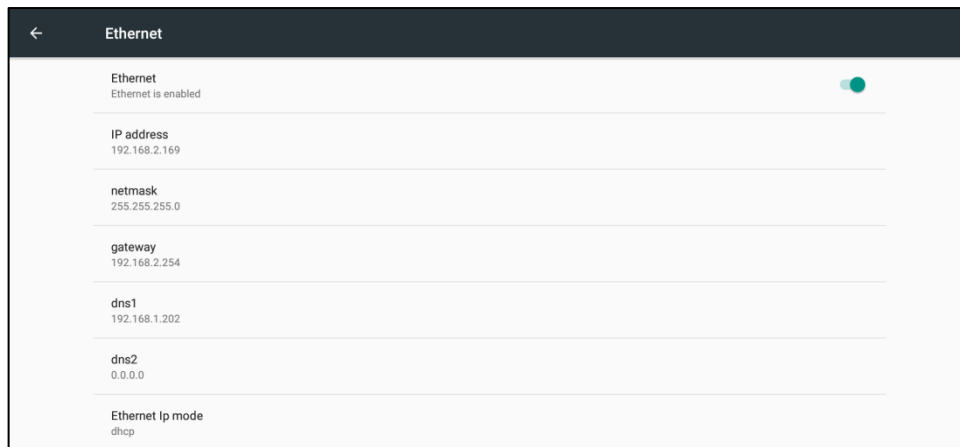 Ethernet
Ethernet
Ethernet is enabled
IP address
192.168.2.169
netmask
255.255.255.0
gateway
192.168.2.254
dns1
192.168.1.202
dns2
0.0.0.0
Ethernet Ip mode
dhcp